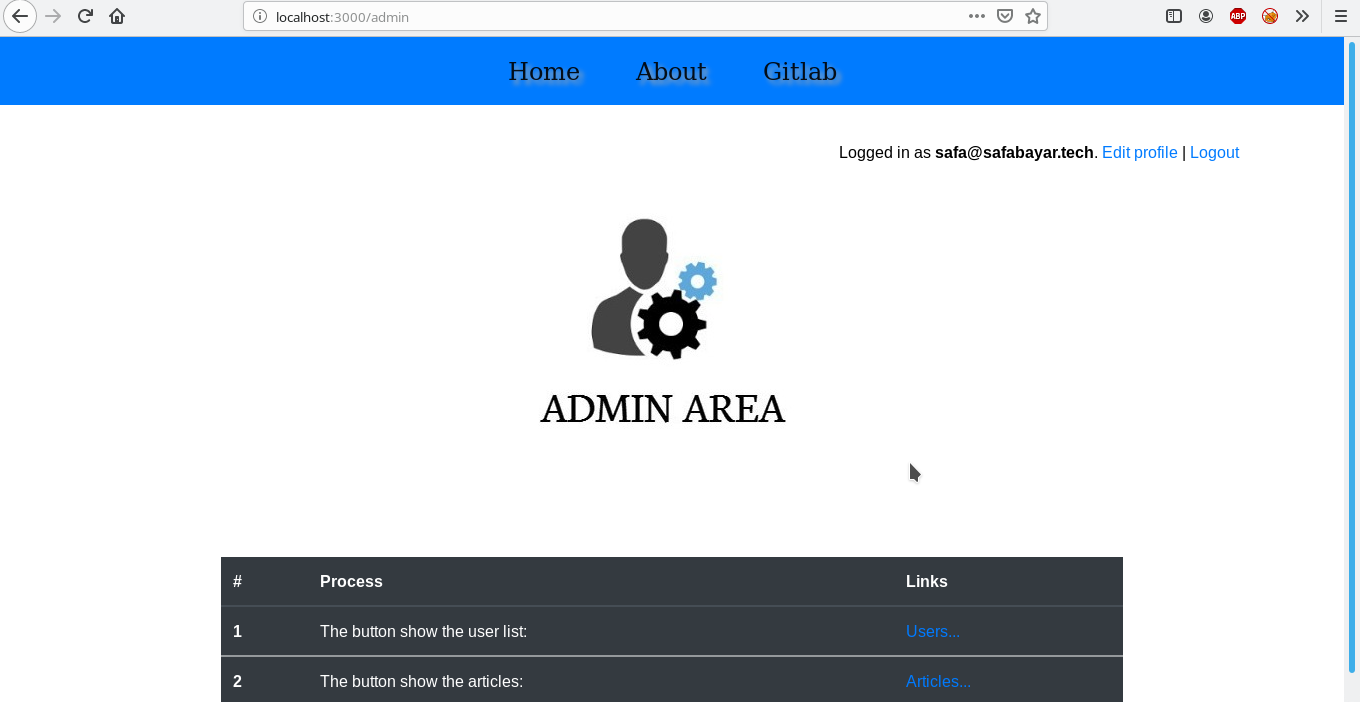 localhost:3000/admin
ABP
Home About Gitlab
Logged in as safa@safabayar.tech. Edit profile | Logout
ADMIN AREA
# Process Links
1 The button show the user list: Users...
2 The button show the articles: Articles...